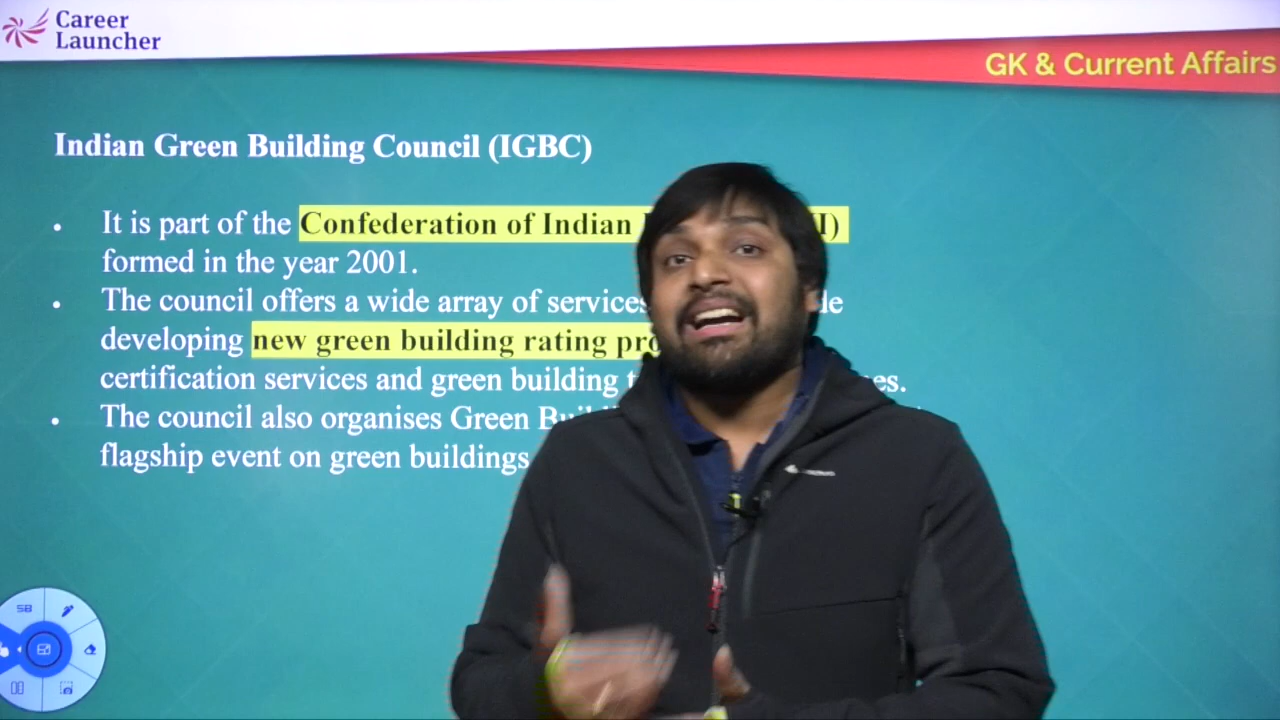 Career
Launcher
GK & Current Affairs
Indian Green Building Council (IGBC)
• It is part of the Confederation of Indian
formed in the year 2001.
• The council offers a wide array of services
developing new green building rating
certification services and green building
• The council also organises Green
flagship event on green buildings
SB